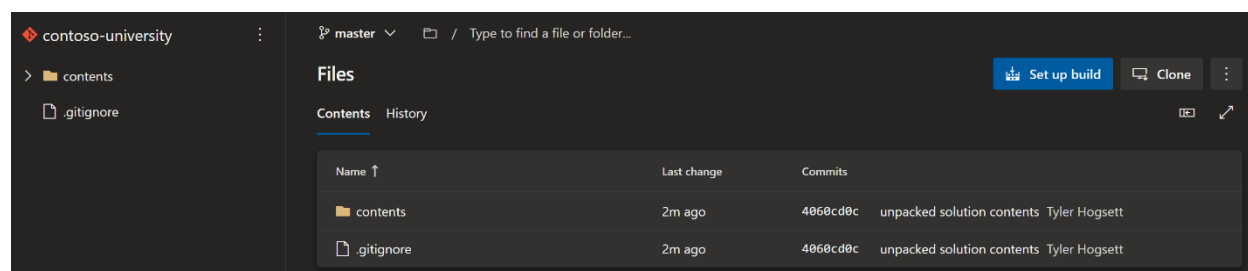 contoso-university
contents
.gitignore
master / Type to find a file or folder...
Files
Set up build Clone
Contents History
Name ↑ Last change Commits
contents 2m ago 4060cd0c unpacked solution contents Tyler Hogsett
.gitignore 2m ago 4060cd0c unpacked solution contents Tyler Hogsett